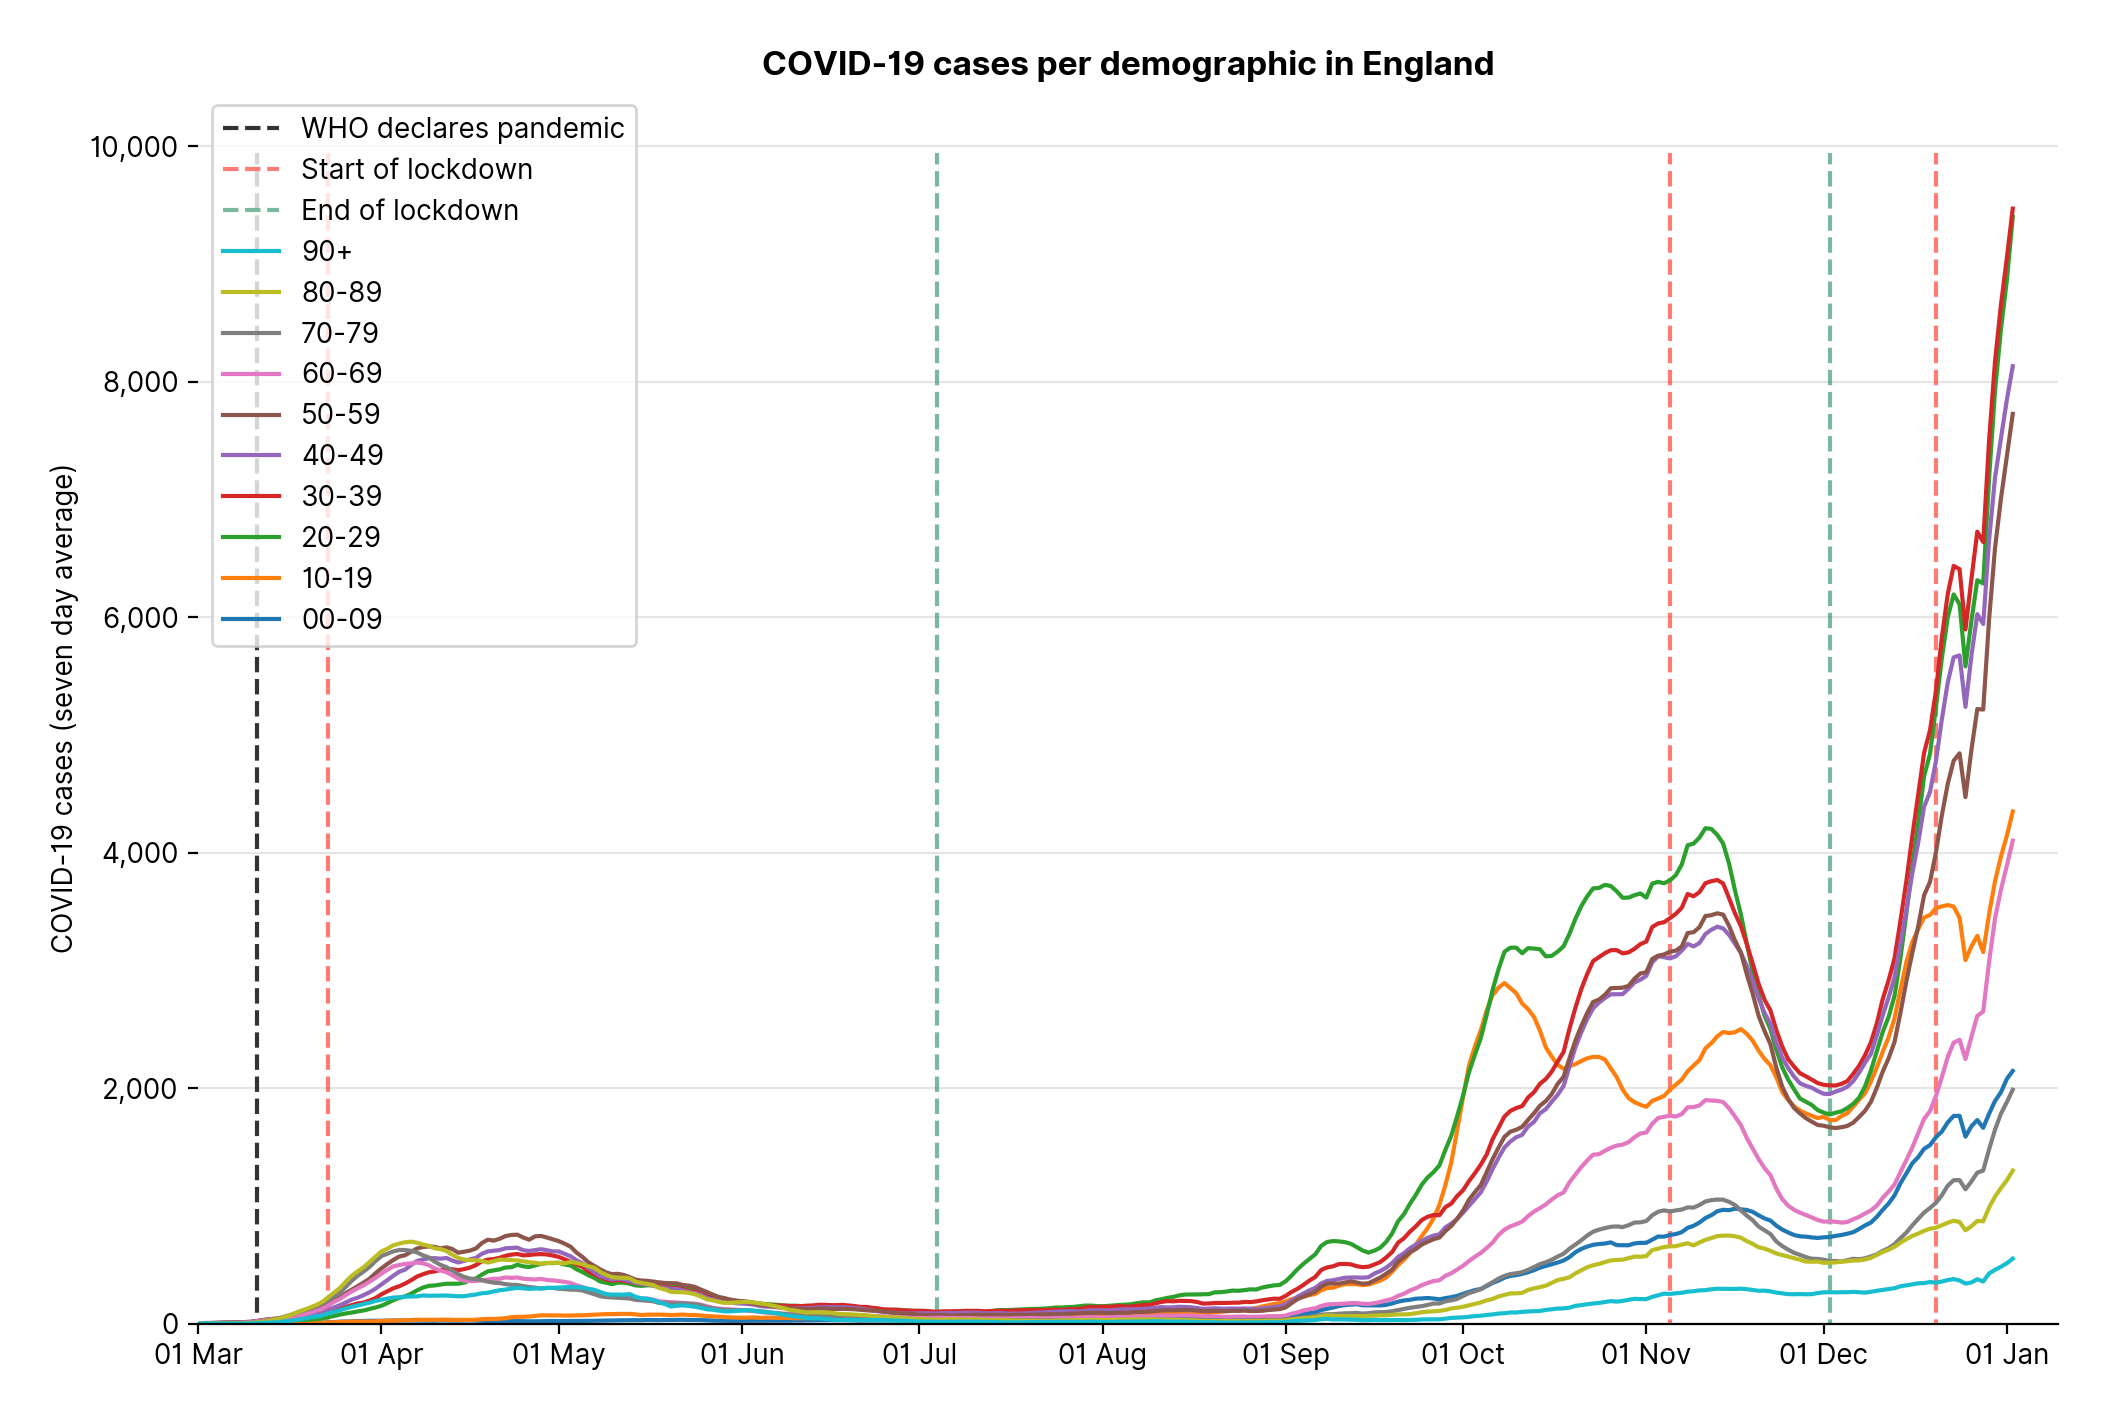 COVID-19 cases per demographic in England
WHO declares pandemic
Start of lockdown
End of lockdown
90+
80-89
70-79
60-69
50-59
40-49
30-39
20-29
10-19
00-09
COVID-19 cases (seven day average)
10,000
8,000
6,000
4,000
2,000
0
01 Mar
01 Apr
01 May
01 Jun
01 Jul
01 Aug
01 Sep
01 Oct
01 Nov
01 Dec
01 Jan